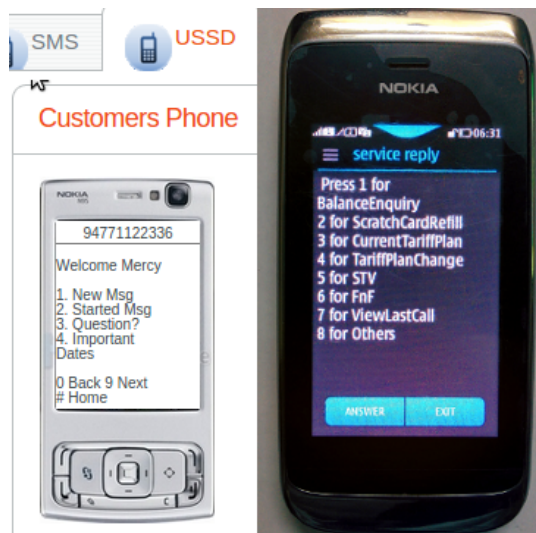 SMS
USSD
Customers Phone
NOKIA
N95
94771122336
Welcome Mercy
1. New Msg
2. Started Msg
3. Question?
4. Important
Dates
0 Back 9 Next
# Home
NOKIA
06:31
service reply
Press 1 for
BalanceEnquiry
2 for ScratchCardRefill
3 for CurrentTariffPlan
4 for TariffPlanChange
5 for STV
6 for FnF
7 for ViewLastCall
8 for Others
ANSWER EXIT